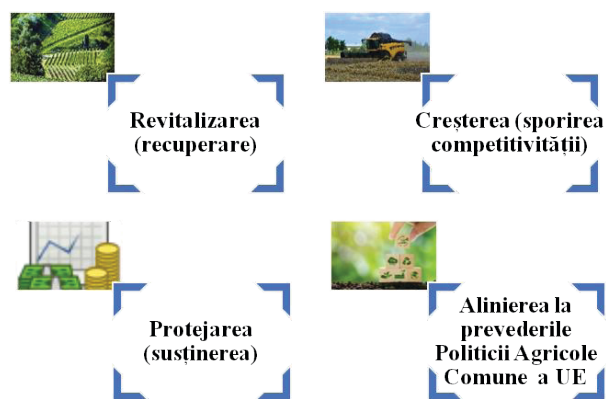 Revitalizarea
(recuperare)
Creșterea (sporirea
competitivității)
Protejarea
(susținerea)
Alinierea la
prevederile
Politicii Agricole
Comune a UE